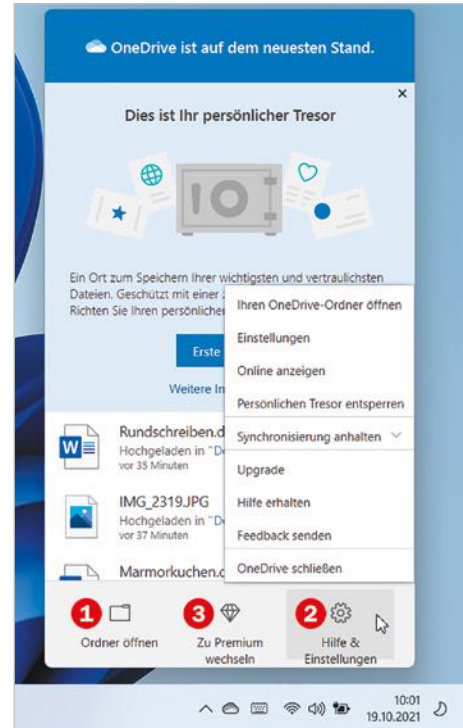 OneDrive ist auf dem neuesten Stand.
Dies ist Ihr persönlicher Tresor
Ein Ort zum Speichern Ihrer wichtigsten und vertraulichsten
Dateien. Geschützt mit einer
Richten Sie Ihren persönlichen
Erste
Weitere In
Ihren OneDrive-Ordner öffnen
Einstellungen
Online anzeigen
Persönlichen Tresor entsperren
Synchronisierung anhalten
Upgrade
Hilfe erhalten
Feedback senden
OneDrive schließen
Rundschreiben.d
Hochgeladen in "De
vor 35 Minuten
IMG_2319.JPG
Hochgeladen in "De
vor 37 Minuten
Marmorkuchen.d
1
Ordner öffnen
3
Zu Premium
wechseln
2
Hilfe &
Einstellungen
10:01
19.10.2021